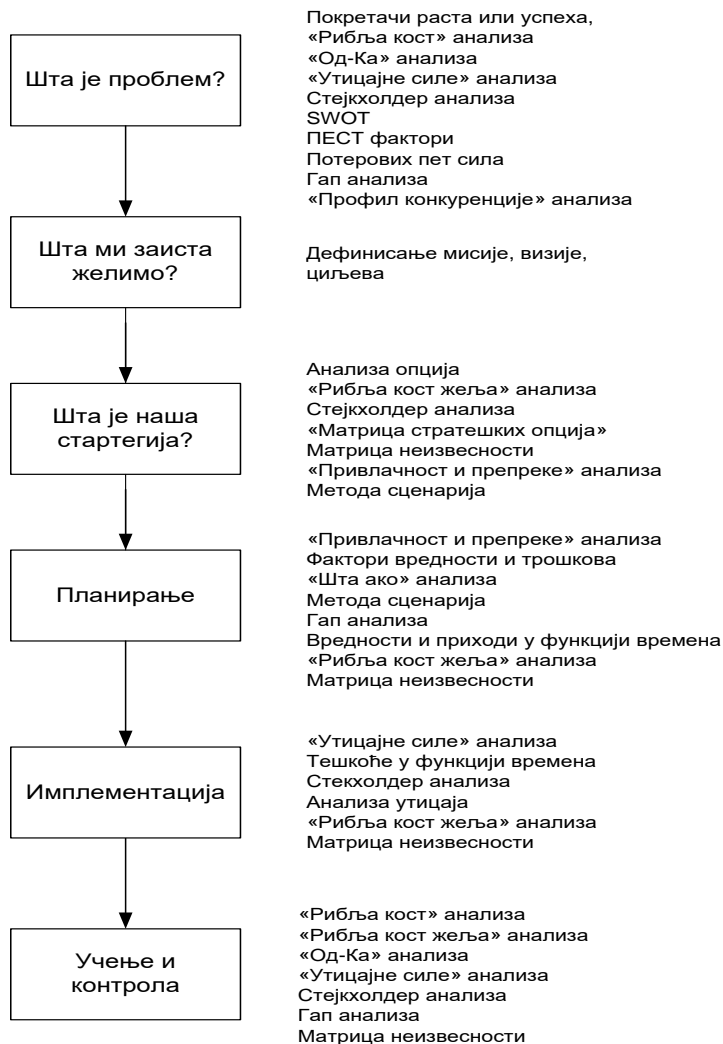 Шта је проблем?
Покретачи раста или успеха,
«Рибља кост» анализа
«Од-Ка» анализа
«Утицајне силе» анализа
Стејкхолдер анализа
SWOT
ПЕСТ фактори
Потерових пет сила
Гап анализа
«Профил конкуренције» анализа
Шта ми заиста
желимо?
Дефинисање мисије, визије,
циљева
Шта је наша
стартегија?
Анализа опција
«Рибља кост жеља» анализа
Стејкхолдер анализа
«Матрица стратешких опција»
Матрица неизвесности
«Привлачност и препреке» анализа
Метода сценарија
Планирање
«Привлачност и препреке» анализа
Фактори вредности и трошкова
«Шта ако» анализа
Метода сценарија
Гап анализа
Вредности и приходи у функцији времена
«Рибља кост жеља» анализа
Матрица неизвесности
Имплементација
«Утицајне силе» анализа
Тешкоће у функцији времена
Стекхолдер анализа
Анализа утицаја
«Рибља кост жеља» анализа
Матрица неизвесности
Учење и
контрола
«Рибља кост» анализа
«Рибља кост жеља» анализа
«Од-Ка» анализа
«Утицајне силе» анализа
Стејкхолдер анализа
Гап анализа
Матрица неизвесности